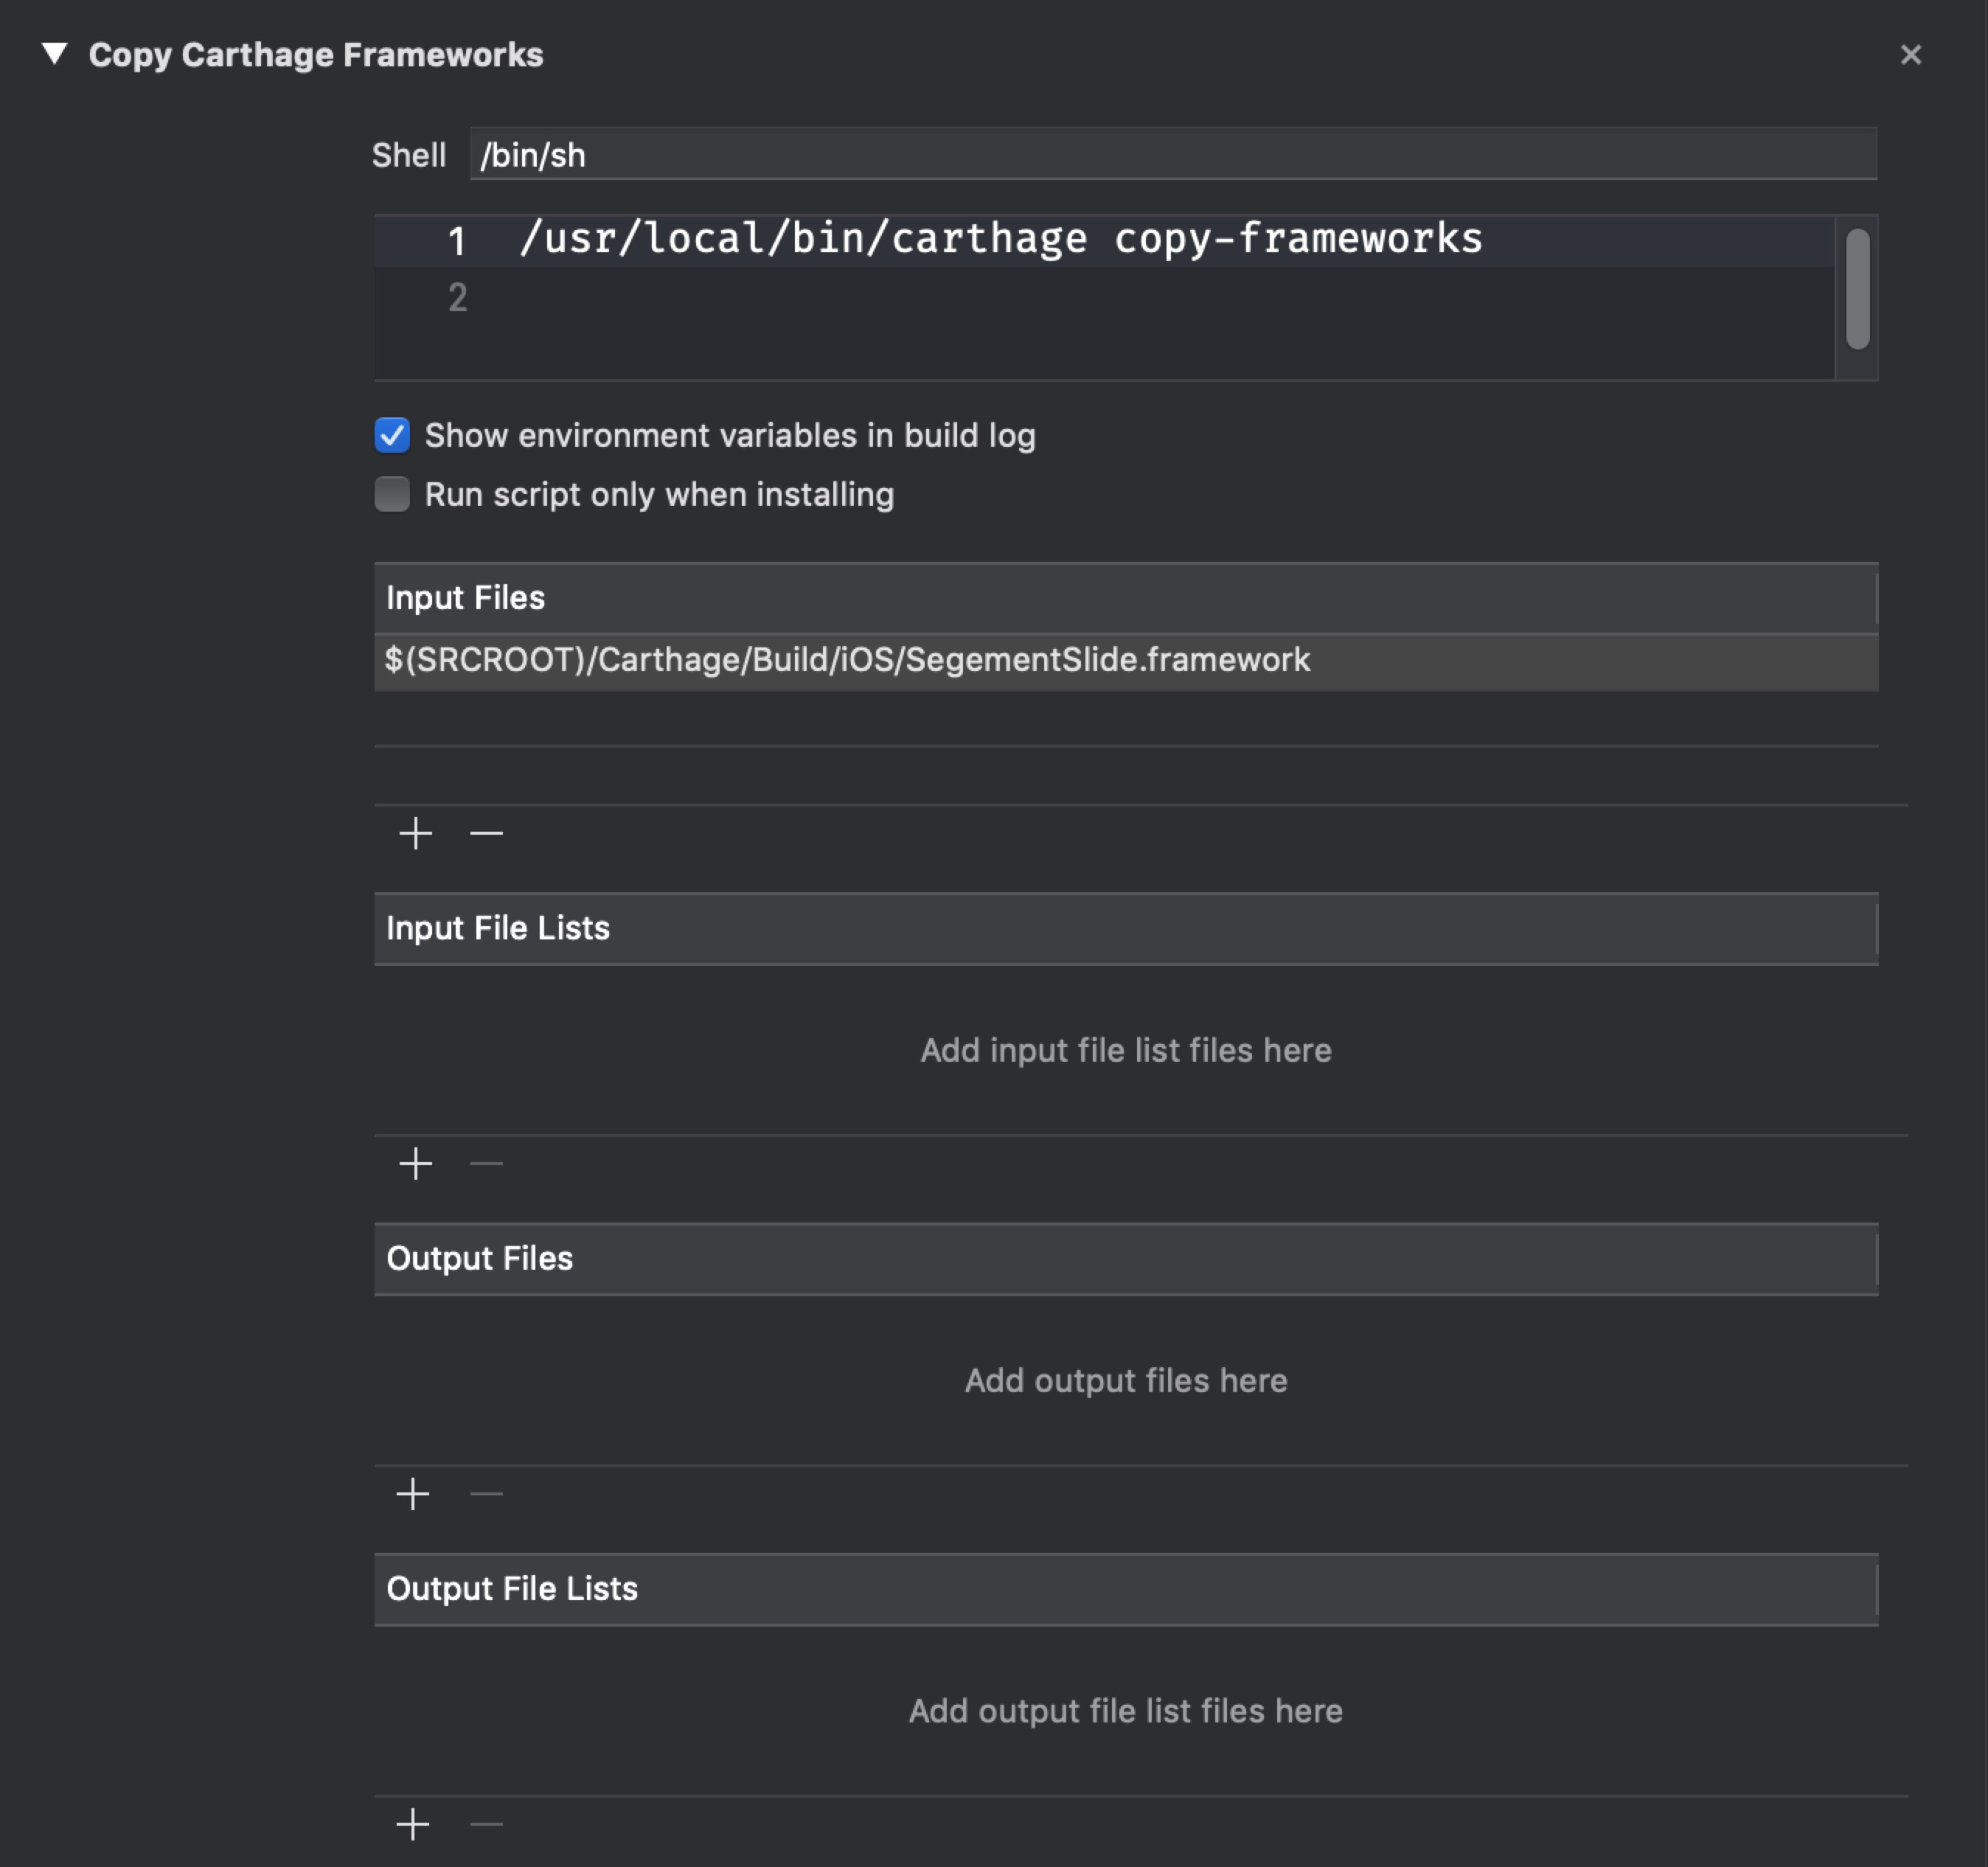 Copy Carthage Frameworks
Shell /bin/sh
1 /usr/local/bin/carthage copy-frameworks
2
Show environment variables in build log
Run script only when installing
Input Files
$(SRCROOT)/Carthage/Build/iOS/SegementSlide.framework
Input File Lists
Add input file list files here
Output Files
Add output files here
Output File Lists
Add output file list files here